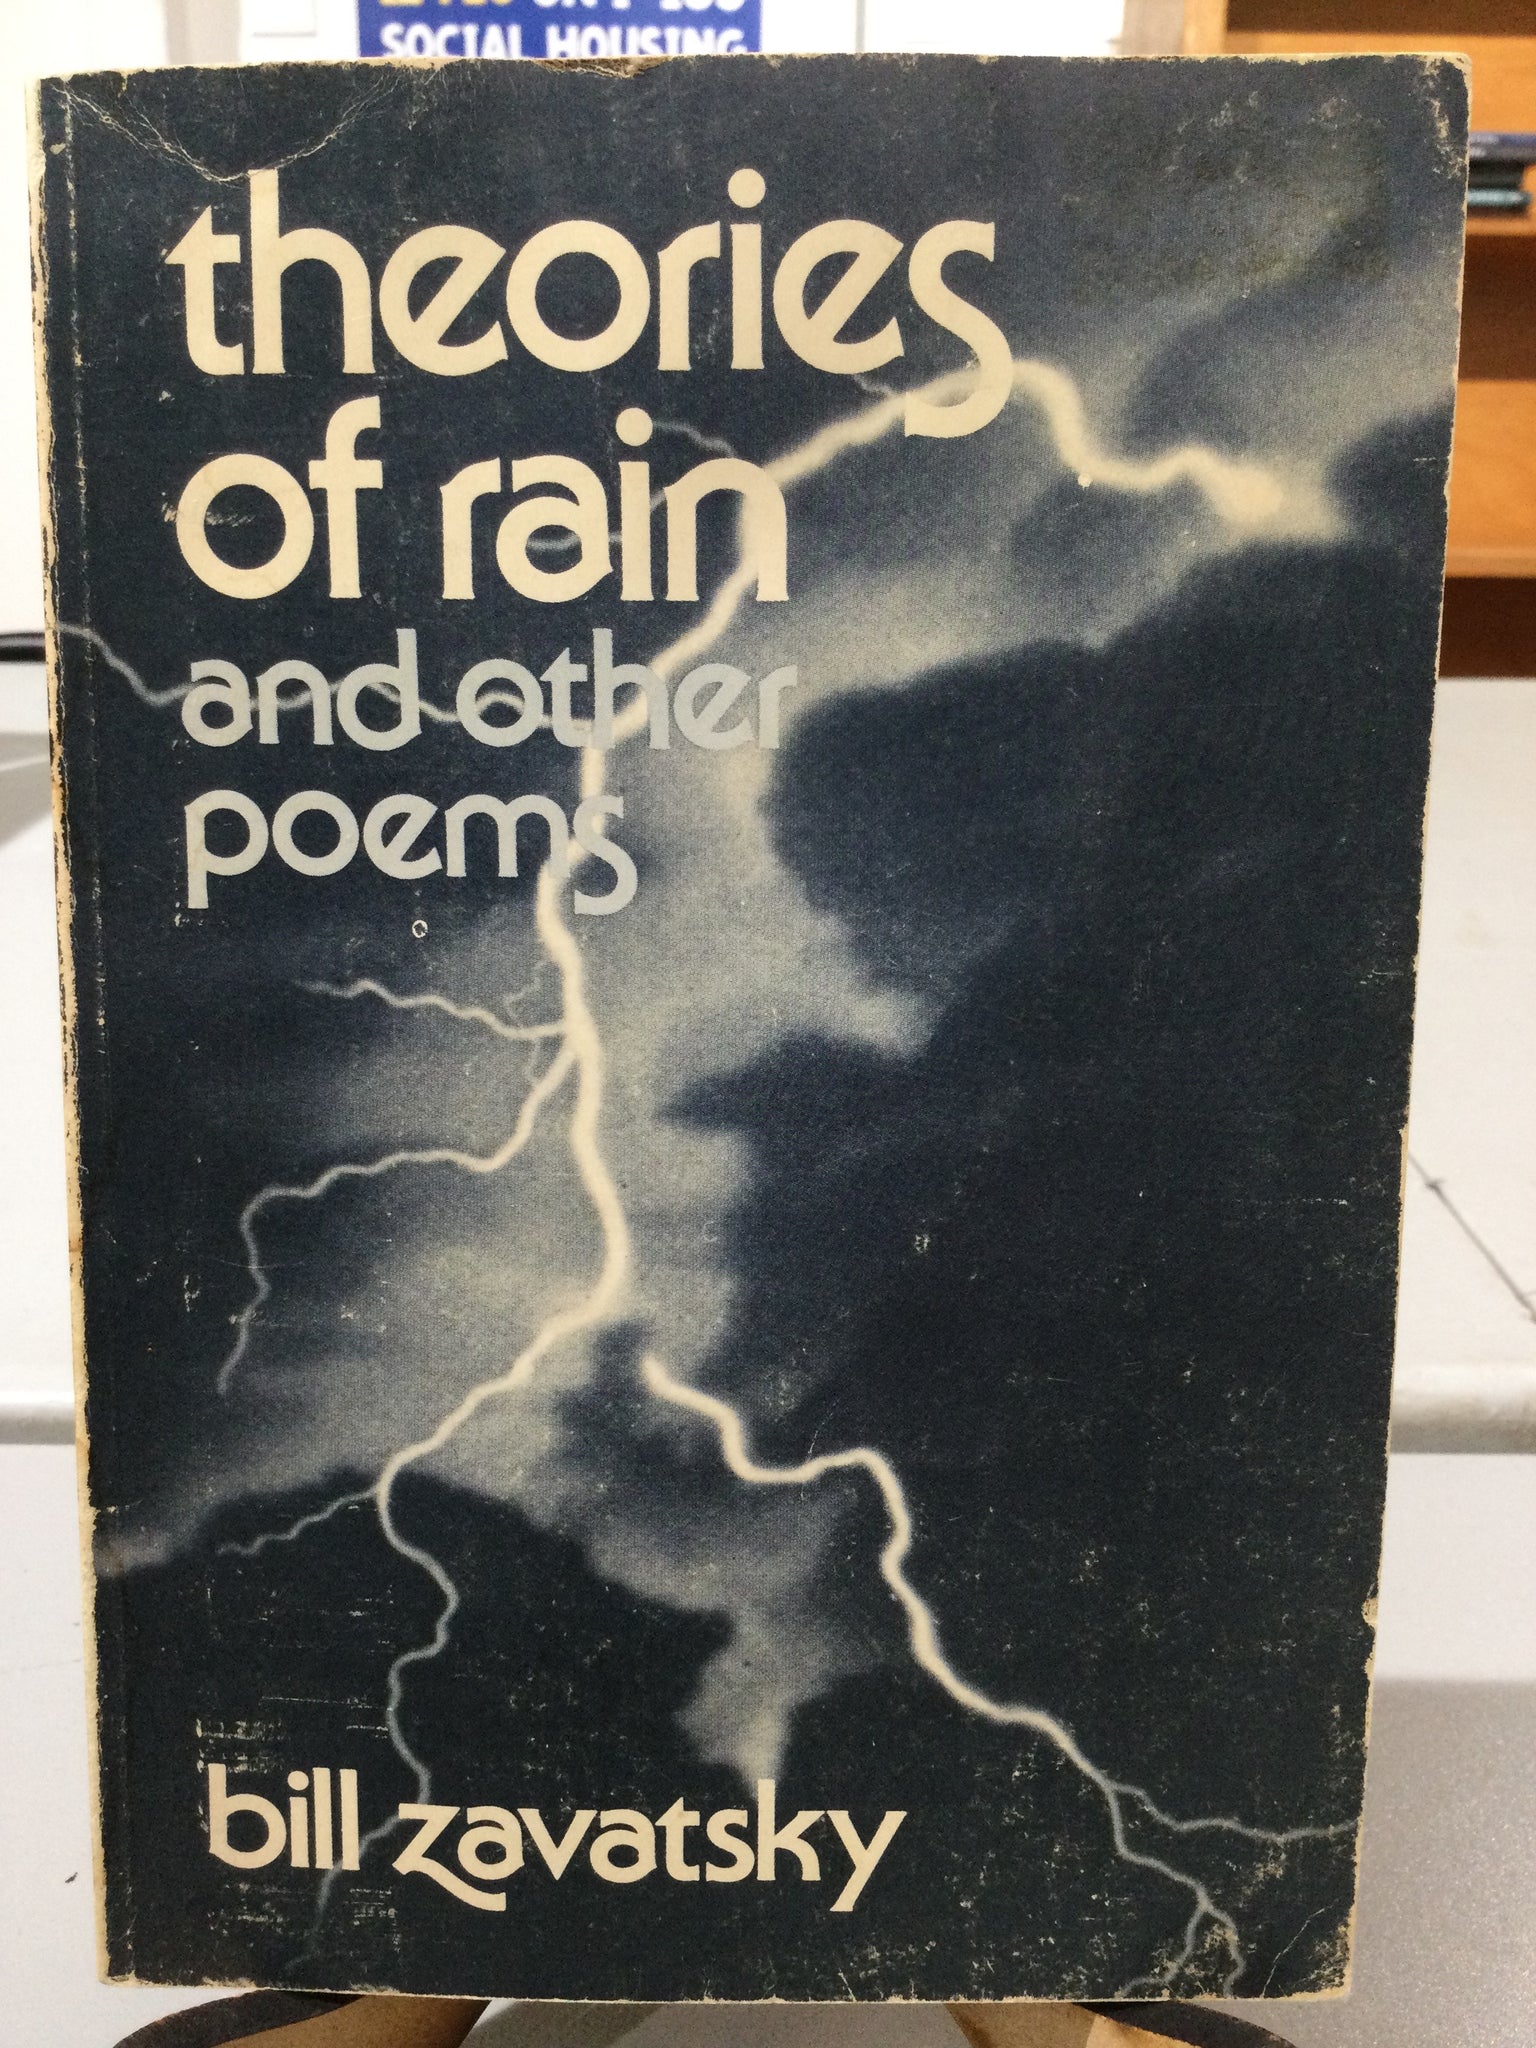 SOCIAL HOUSING
theories
of rain
and other
poems
bill zavatsky